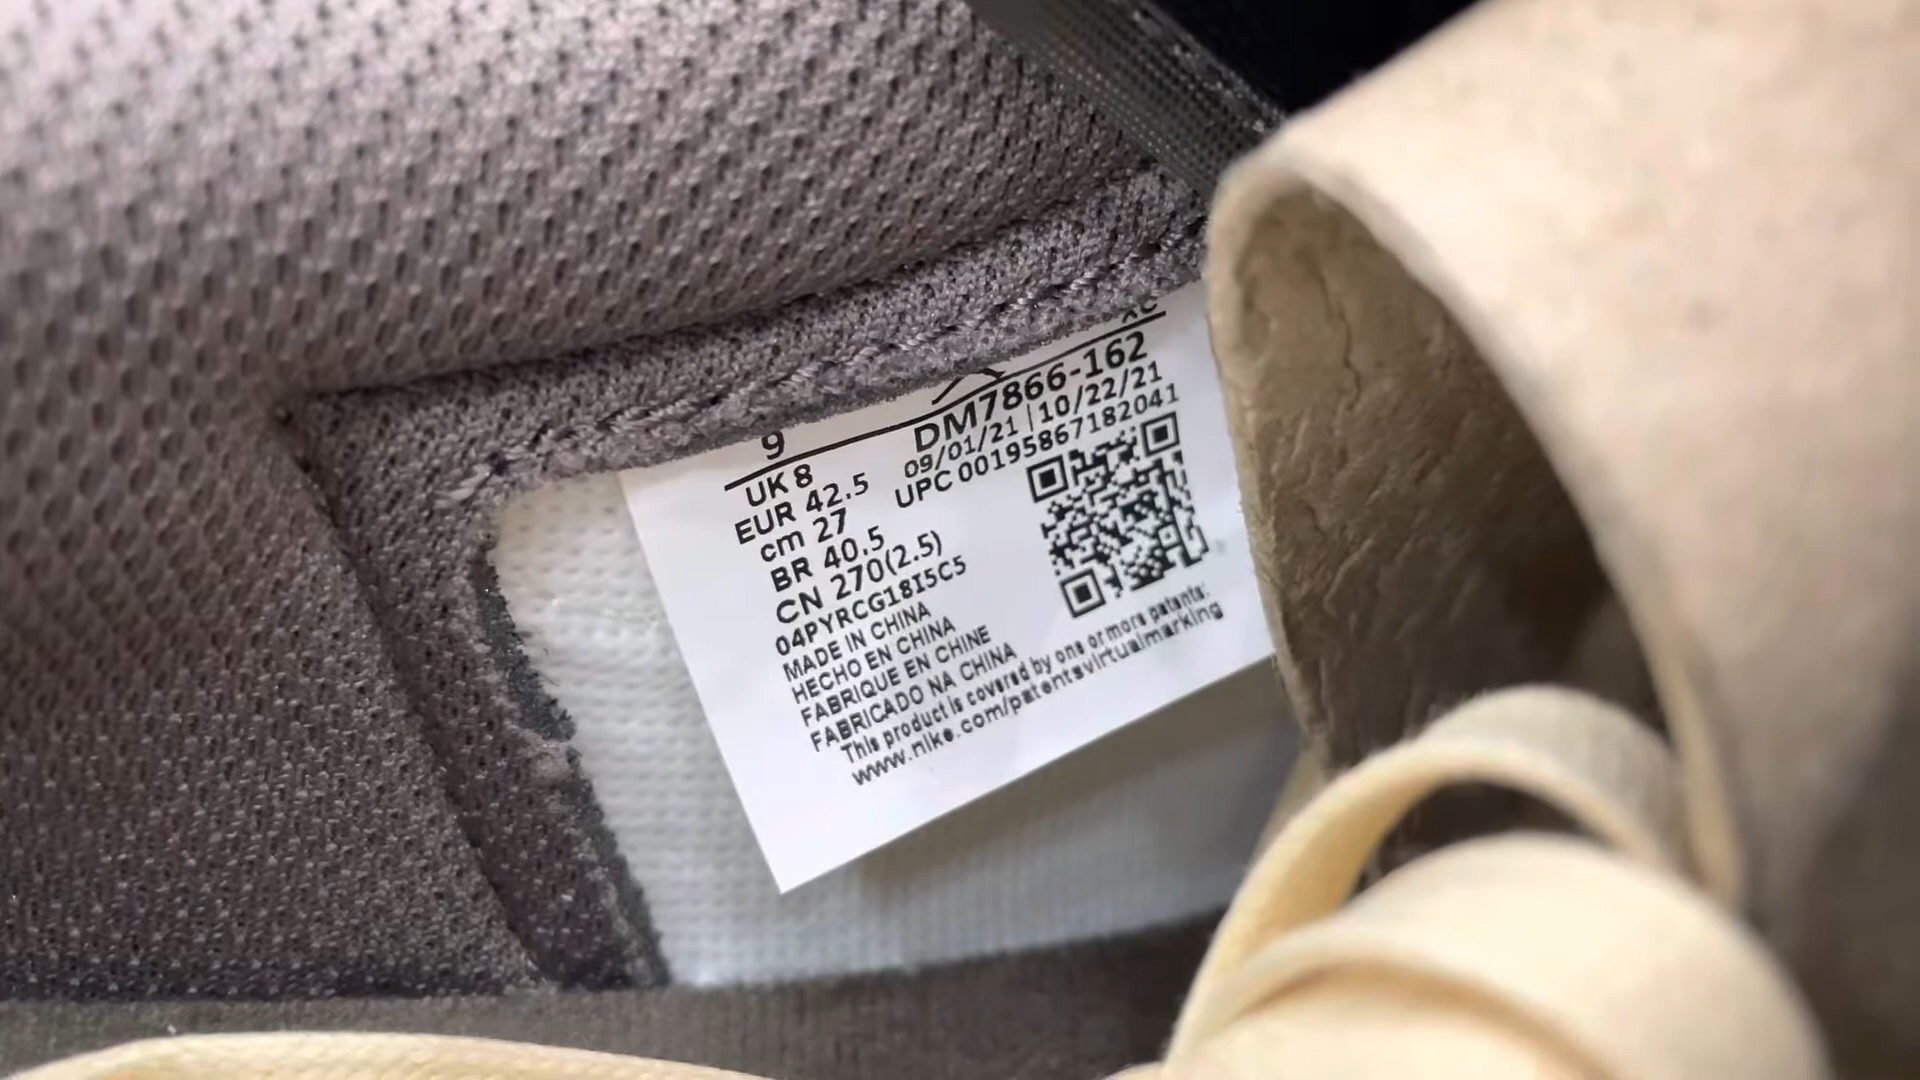 9
UK 8
EUR 42.5
cm 27
BR 40.5
CN 270(2.5)
04PYRCG18I5C5
MADE IN CHINA
HECHO EN CHINA
FABRIQUE EN CHINE
FABRICADO NA CHINA
This product is covered by one or more patents:
www.nike.com/patentsvirtualmarking
DM7866-162
09/01/21 | 10/22/21
UPC 00195867182041